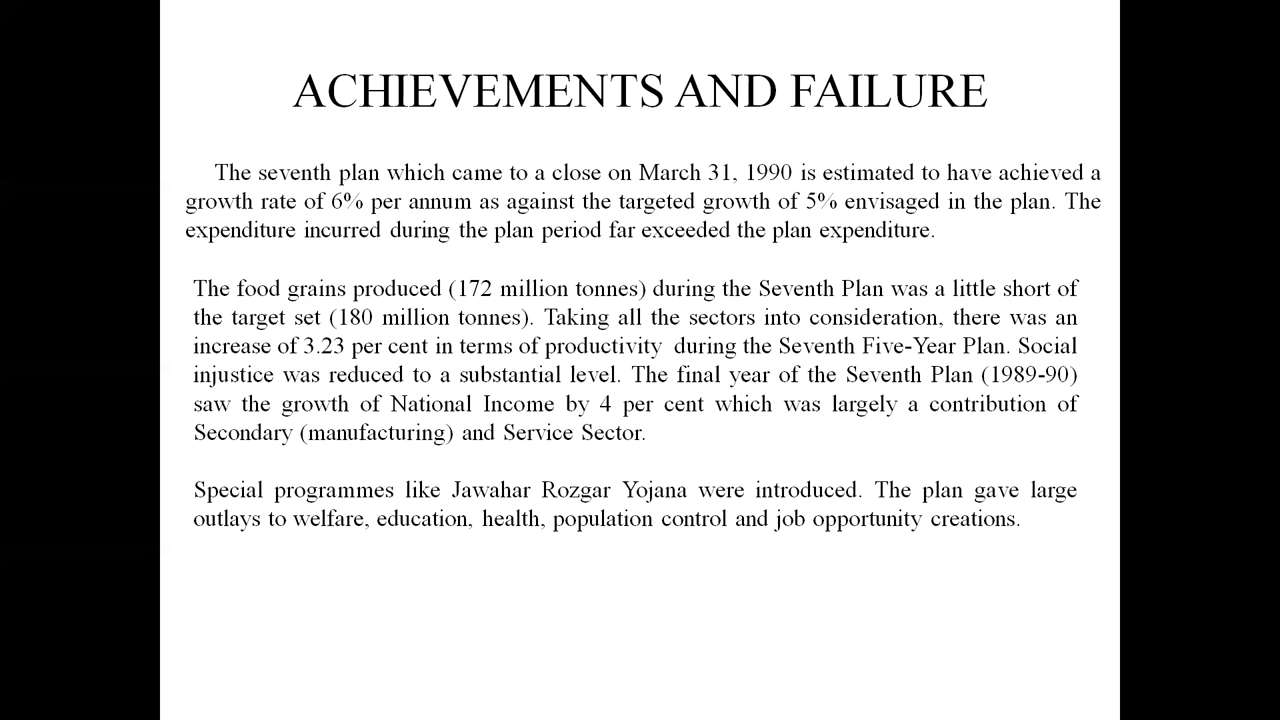 ACHIEVEMENTS AND FAILURE
The seventh plan which came to a close on March 31, 1990 is estimated to have achieved a
growth rate of 6% per annum as against the targeted growth of 5% envisaged in the plan. The
expenditure incurred during the plan period far exceeded the plan expenditure.
The food grains produced (172 million tonnes) during the Seventh Plan was a little short of
the target set (180 million tonnes). Taking all the sectors into consideration, there was an
increase of 3.23 per cent in terms of productivity during the Seventh Five-Year Plan. Social
injustice was reduced to a substantial level. The final year of the Seventh Plan (1989-90)
saw the growth of National Income by 4 per cent which was largely a contribution of
Secondary (manufacturing) and Service Sector.
Special programmes like Jawahar Rozgar Yojana were introduced. The plan gave large
outlays to welfare, education, health, population control and job opportunity creations.